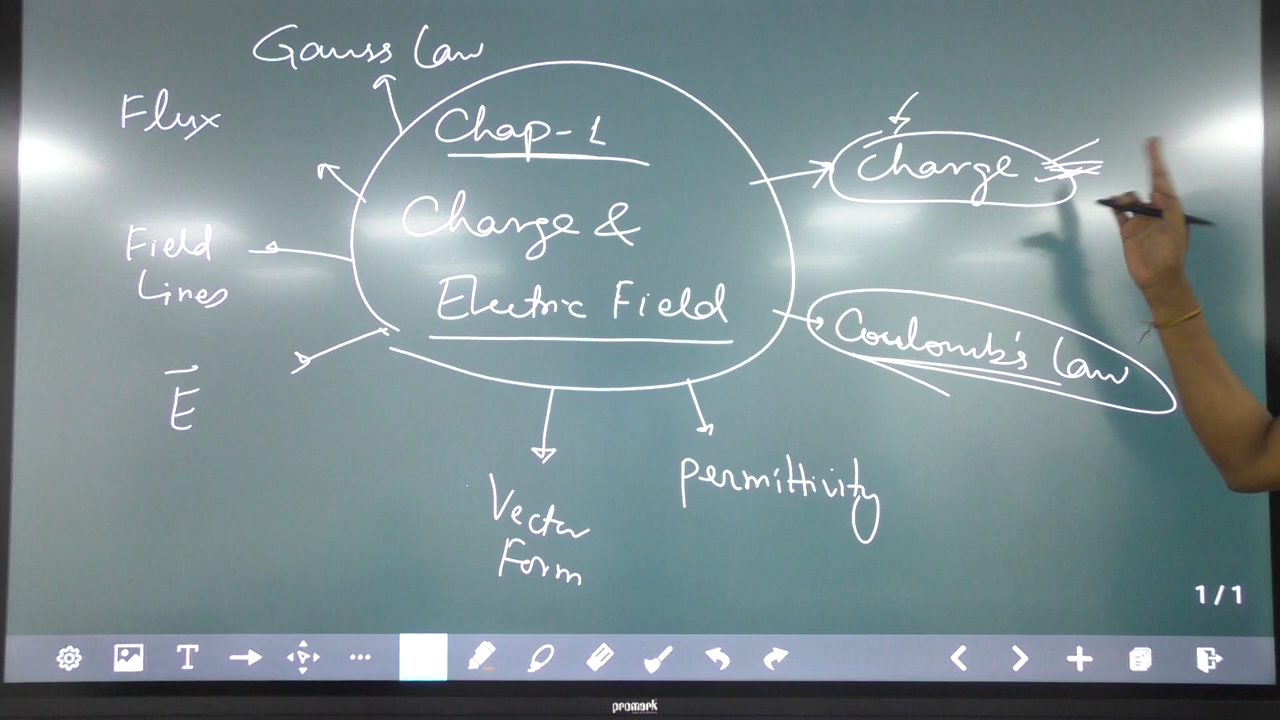 Gauss Law
Flux
Chap-1
Charge &
Electric Field
Charge
Field
Lines
Coulomb's Law
E
Vector
Form
Permittivity
1/1
T
promark